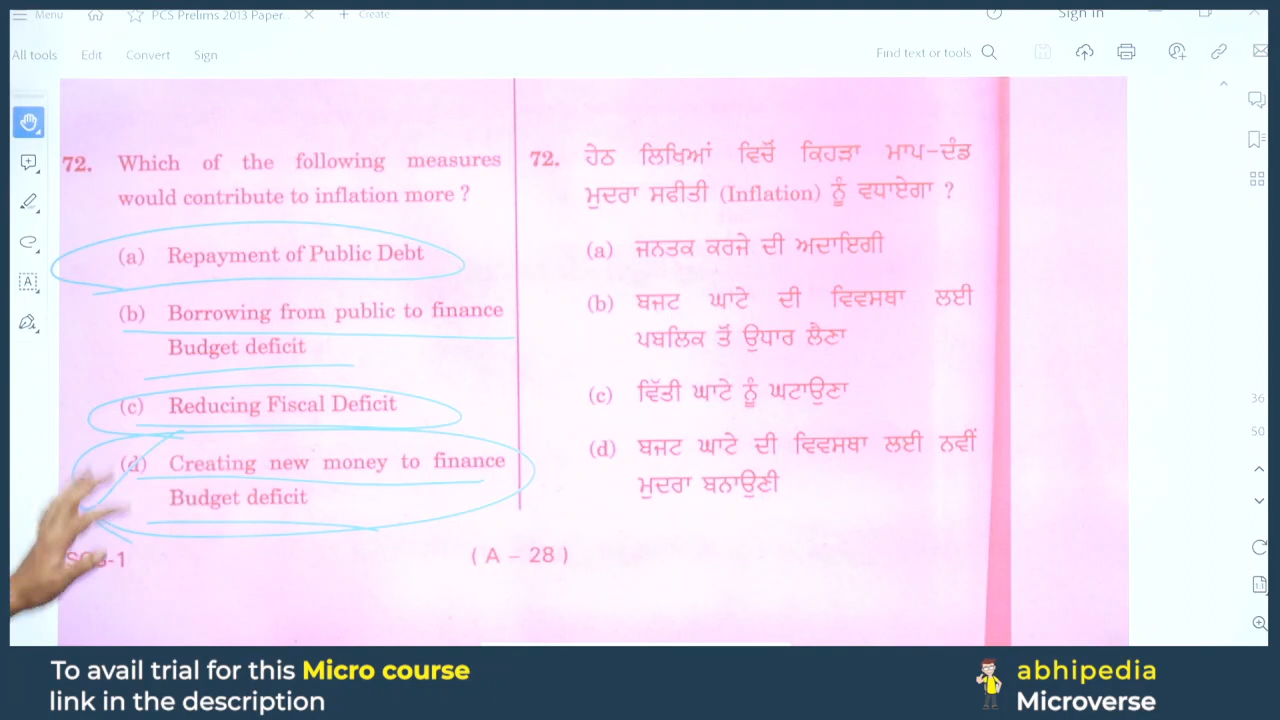 Menu
PCS Prelims 2013 Paper..
Create
Sign In
All tools Edit Convert Sign
Find text or tools
72. Which of the following measures
would contribute to inflation more ?
(a) Repayment of Public Debt
(b) Borrowing from public to finance
Budget deficit
(c) Reducing Fiscal Deficit
(d) Creating new money to finance
Budget deficit
72. ਹੇਠ ਲਿਖਿਆਂ ਵਿਚੋਂ ਕਿਹੜਾ ਮਾਪ-ਦੰਡ
ਮੁਦਰਾ ਸਫੀਤੀ (Inflation) ਨੂੰ ਵਧਾਏਗਾ ?
(a) ਜਨਤਕ ਕਰਜੇ ਦੀ ਅਦਾਇਗੀ
(b) ਬਜਟ ਘਾਟੇ ਦੀ ਵਿਵਸਥਾ ਲਈ
ਪਬਲਿਕ ਤੋਂ ਉਧਾਰ ਲੈਣਾ
(c) ਵਿੱਤੀ ਘਾਟੇ ਨੂੰ ਘਟਾਉਣਾ
(d) ਬਜਟ ਘਾਟੇ ਦੀ ਵਿਵਸਥਾ ਲਈ ਨਵੀਂ
ਮੁਦਰਾ ਬਨਾਉਣੀ
( A – 28 )
36
50
To avail trial for this Micro course
link in the description
abhipedia
Microverse